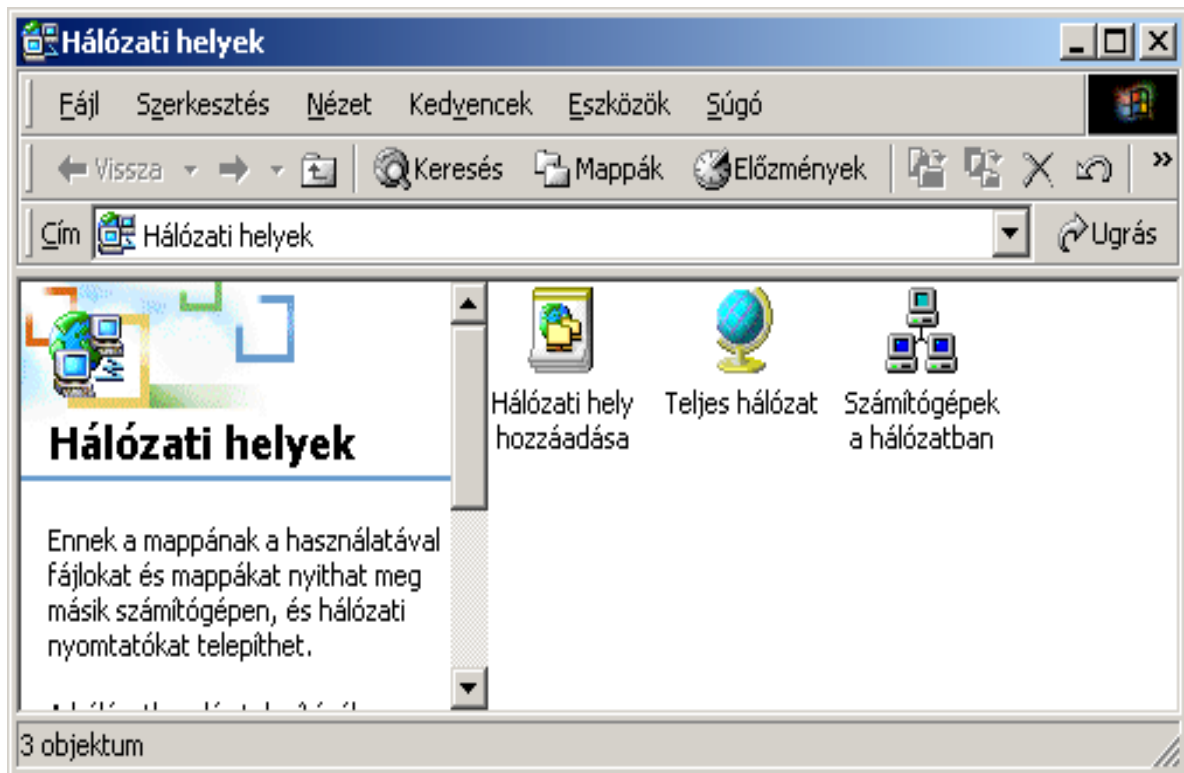 Hálózati helyek
Fájl Szerkesztés Nézet Kedvencek Eszközök Súgó
Vissza Keresés Mappák Előzmények »
Cím Hálózati helyek Ugrás
Hálózati helyek
Ennek a mappának a használatával
fájlokat és mappákat nyithat meg
másik számítógépen, és hálózati
nyomtatókat telepíthet.
Hálózati hely
hozzáadása
Teljes hálózat
Számítógépek
a hálózatban
3 objektum